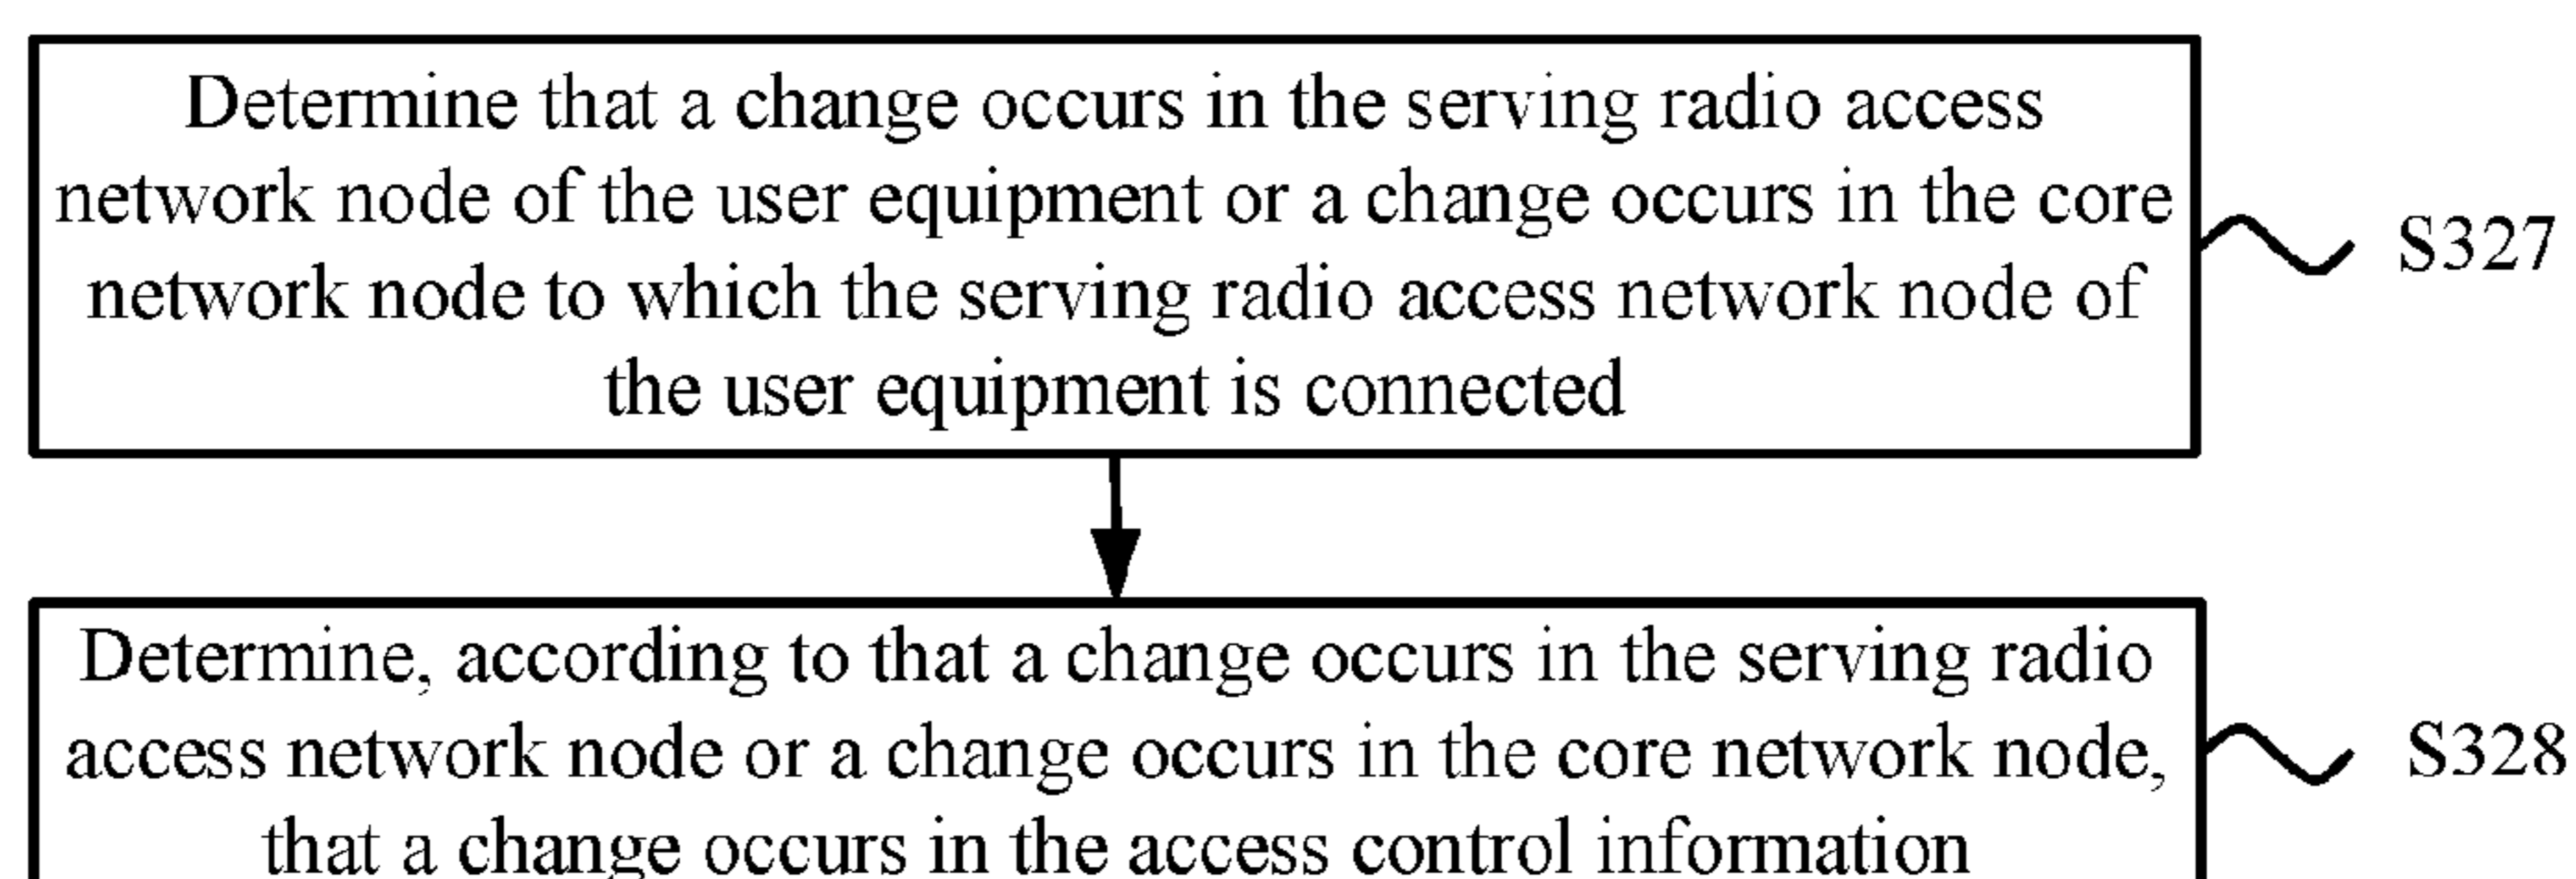 Determine that a change occurs in the serving radio access
network node of the user equipment or a change occurs in the core
network node to which the serving radio access network node of
the user equipment is connected
S327
Determine, according to that a change occurs in the serving radio
access network node or a change occurs in the core network node,
that a change occurs in the access control information
S328